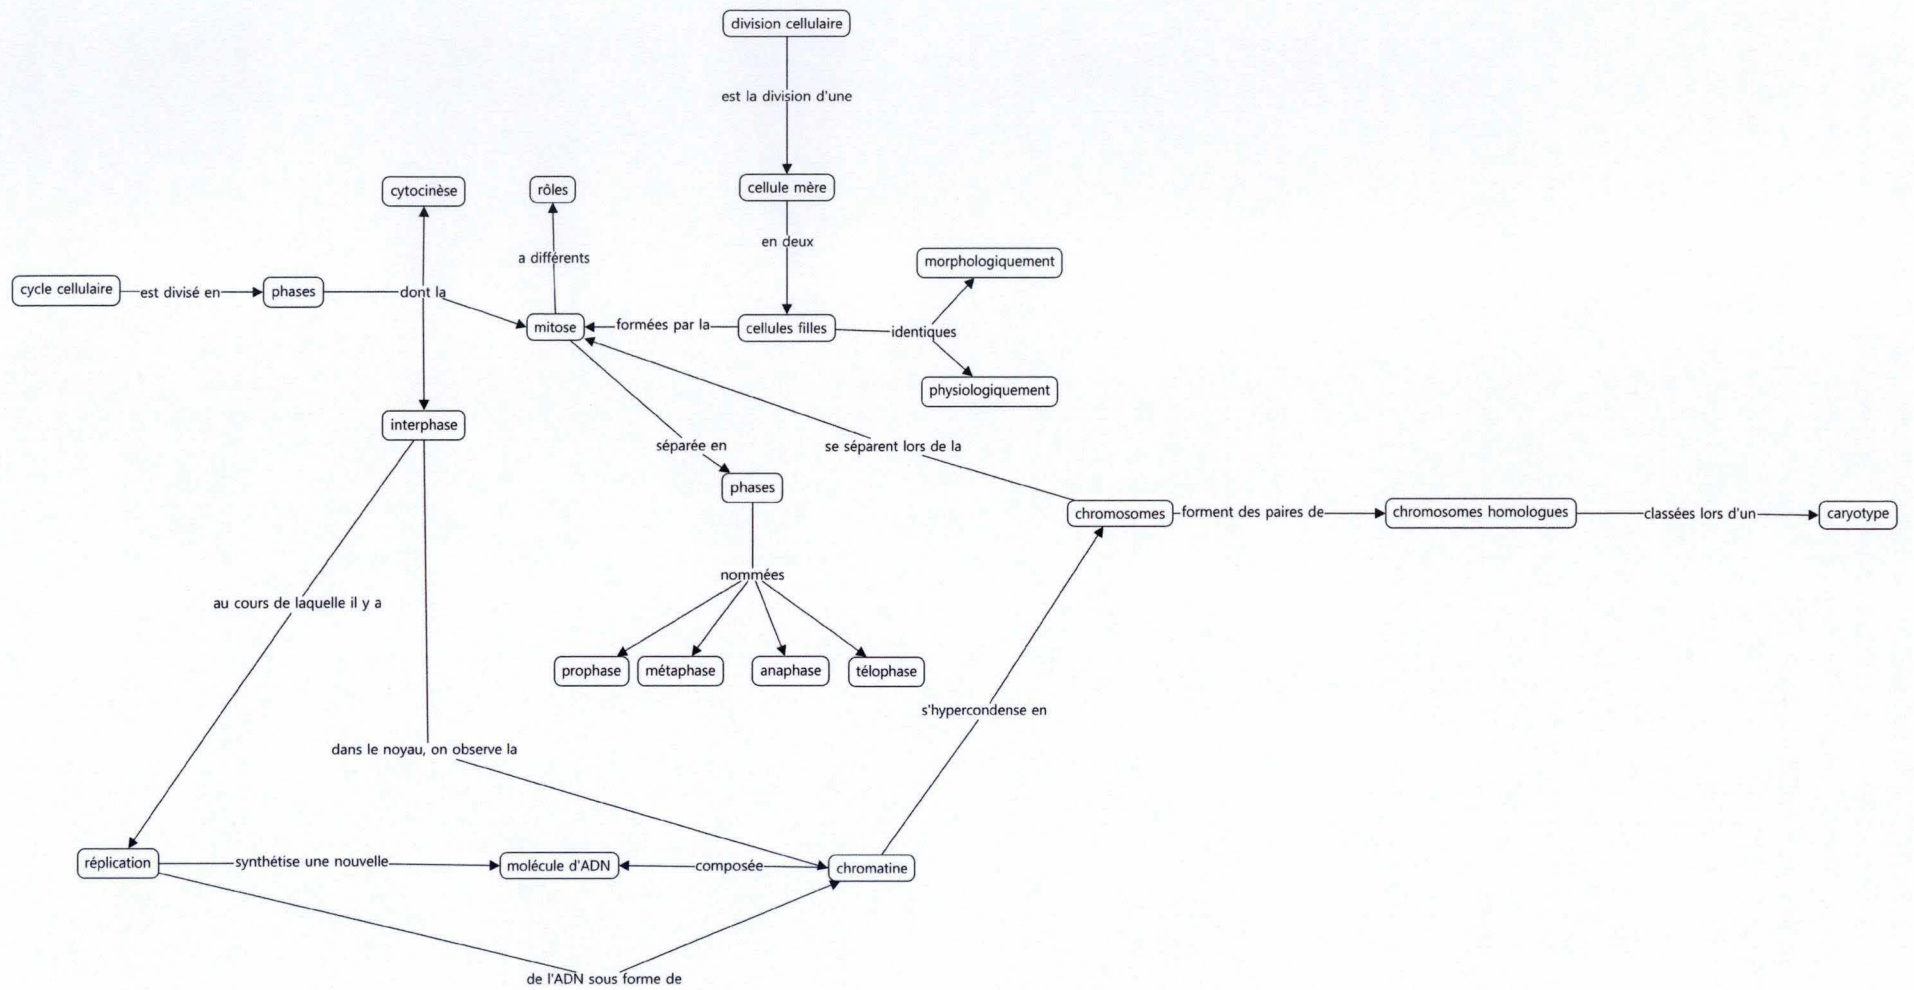 division cellulaire
est la division d'une
cytocinèse
rôles
cellule mère
en deux
a différents
morphologiquement
cycle cellulaire
est divisé en
phases
dont la
mitose
formées par la
cellules filles
identiques
physiologiquement
interphase
séparée en
se séparent lors de la
phases
chromosomes
forment des paires de
chromosomes homologues
classées lors d'un
caryotype
nommées
au cours de laquelle il y a
prophase
métaphase
anaphase
télophase
s'hypercondense en
dans le noyau, on observe la
réplication
synthétise une nouvelle
molécule d'ADN
composée
chromatine
de l'ADN sous forme de